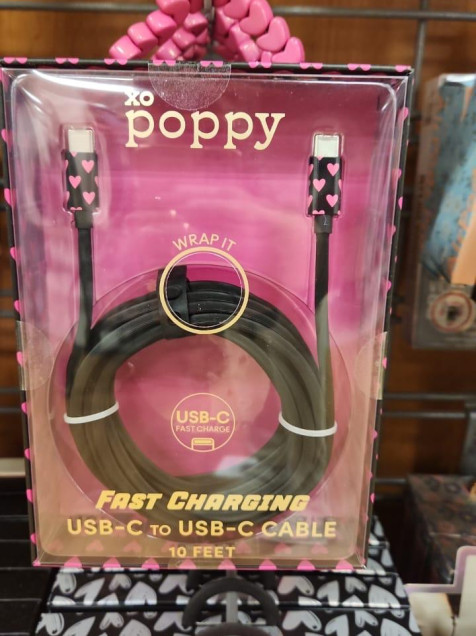 xo
poppy
WRAP IT
USB-C
FAST CHARGE
FAST CHARGING
USB-C TO USB-C CABLE
10 FEET